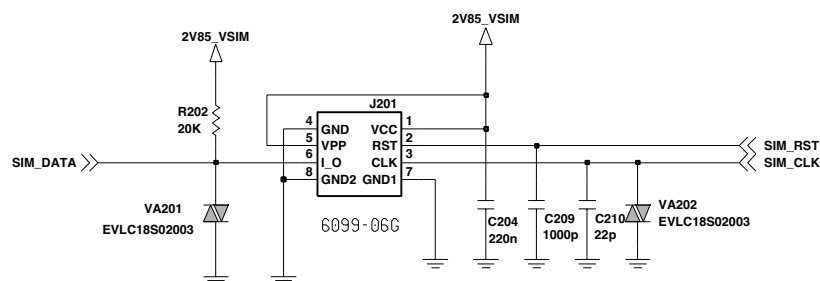 2V85_VSIM
2V85_VSIM
R202
20K
J201
4 GND VCC 1
5 VPP RST 2
6 I_O CLK 3
8 GND2 GND1 7
SIM_DATA
SIM_RST
SIM_CLK
VA201
EVLC18S02003
6099-06G
C204
220n
C209
1000p
C210
22p
VA202
EVLC18S02003